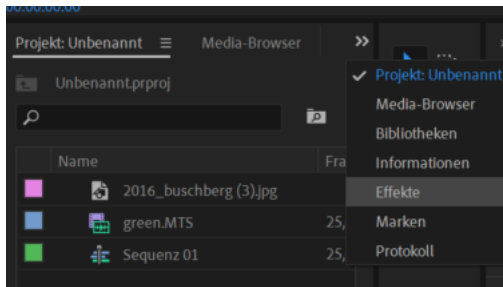 00:00:00:00
Projekt: Unbenannt
Media-Browser
Unbenannt.prproj
Name
Fra
2016_buschberg (3).jpg
green.MTS
25,
Sequenz 01
25,
Projekt: Unbenannt
Media-Browser
Bibliotheken
Informationen
Effekte
Marken
Protokoll